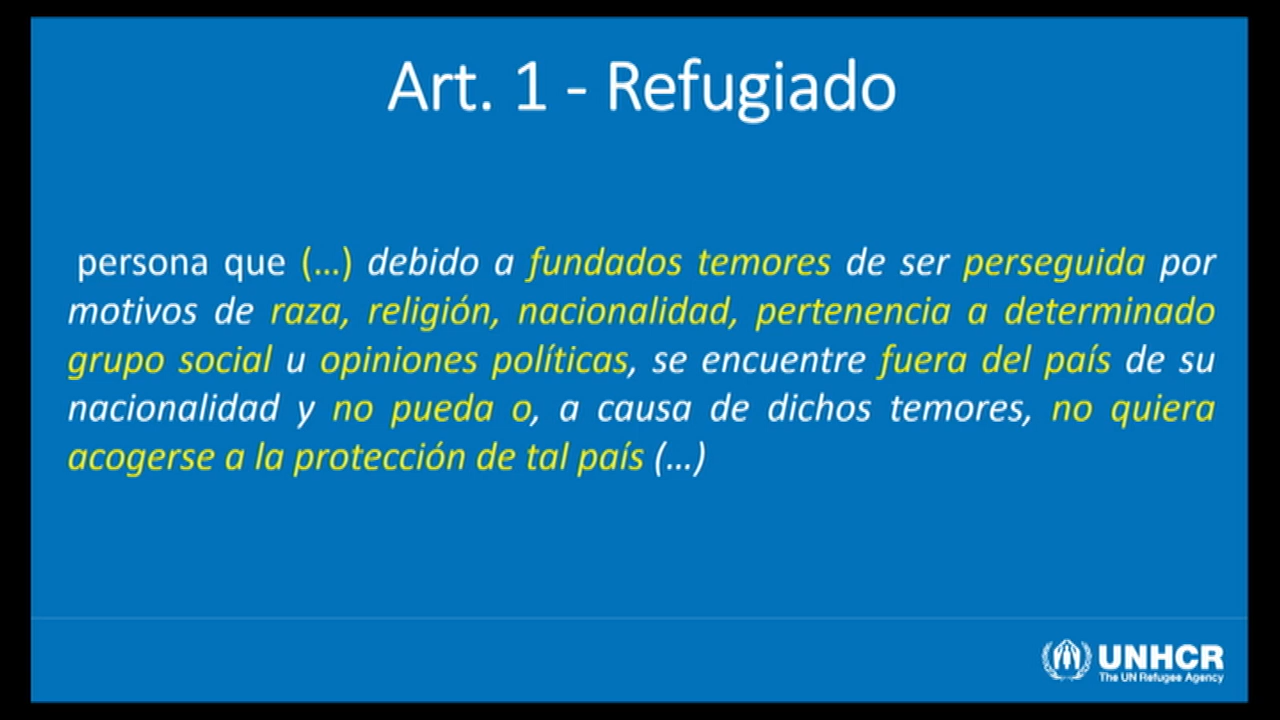 Art. 1 - Refugiado
persona que (...) debido a fundados temores de ser perseguida por
motivos de raza, religión, nacionalidad, pertenencia a determinado
grupo social u opiniones políticas, se encuentre fuera del país de su
nacionalidad y no pueda o, a causa de dichos temores, no quiera
acogerse a la protección de tal país (...)
UNHCR
The UN Refugee Agency